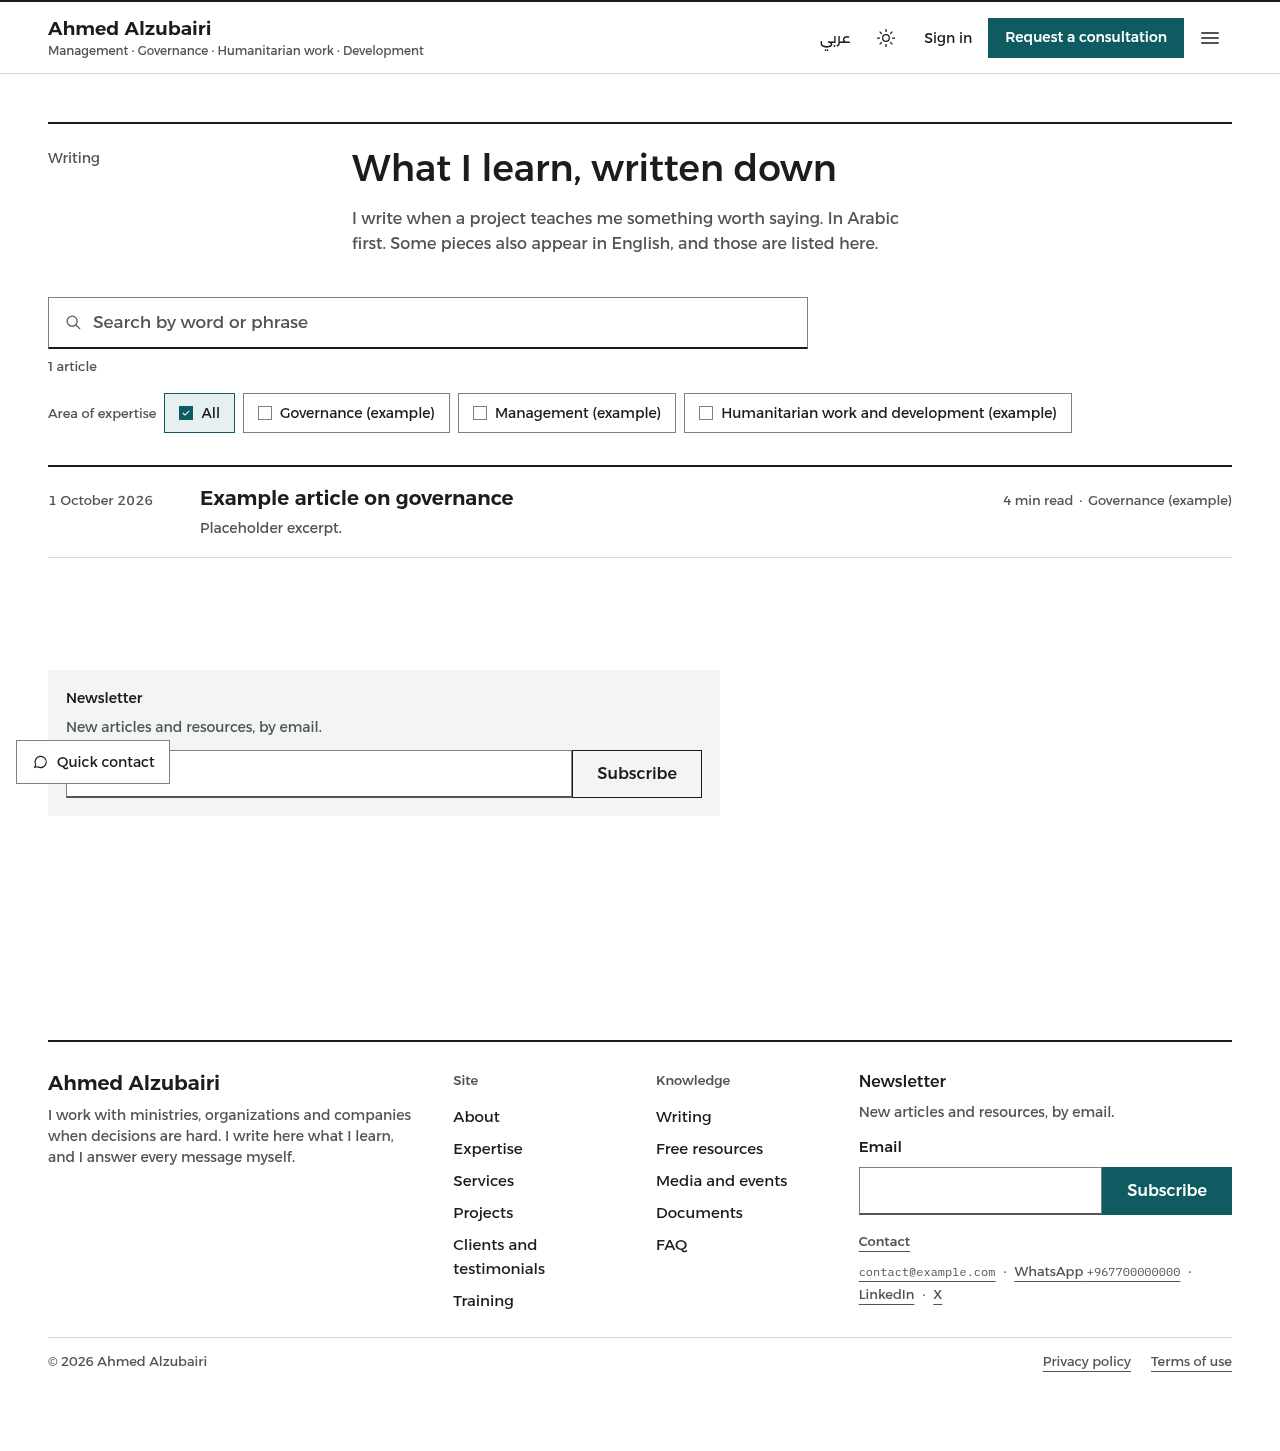 Ahmed Alzubairi
Management · Governance · Humanitarian work · Development
عربي
Sign in
Request a consultation
Writing
What I learn, written down
I write when a project teaches me something worth saying. In Arabic
first. Some pieces also appear in English, and those are listed here.
Search by word or phrase
1 article
Area of expertise
All
Governance (example)
Management (example)
Humanitarian work and development (example)
1 October 2026
Example article on governance
4 min read · Governance (example)
Placeholder excerpt.
Newsletter
New articles and resources, by email.
Quick contact
Subscribe
Ahmed Alzubairi
I work with ministries, organizations and companies
when decisions are hard. I write here what I learn,
and I answer every message myself.
Site
About
Expertise
Services
Projects
Clients and
testimonials
Training
Knowledge
Writing
Free resources
Media and events
Documents
FAQ
Newsletter
New articles and resources, by email.
Email
Subscribe
Contact
contact@example.com · WhatsApp +967700000000 ·
LinkedIn · X
© 2026 Ahmed Alzubairi
Privacy policy
Terms of use